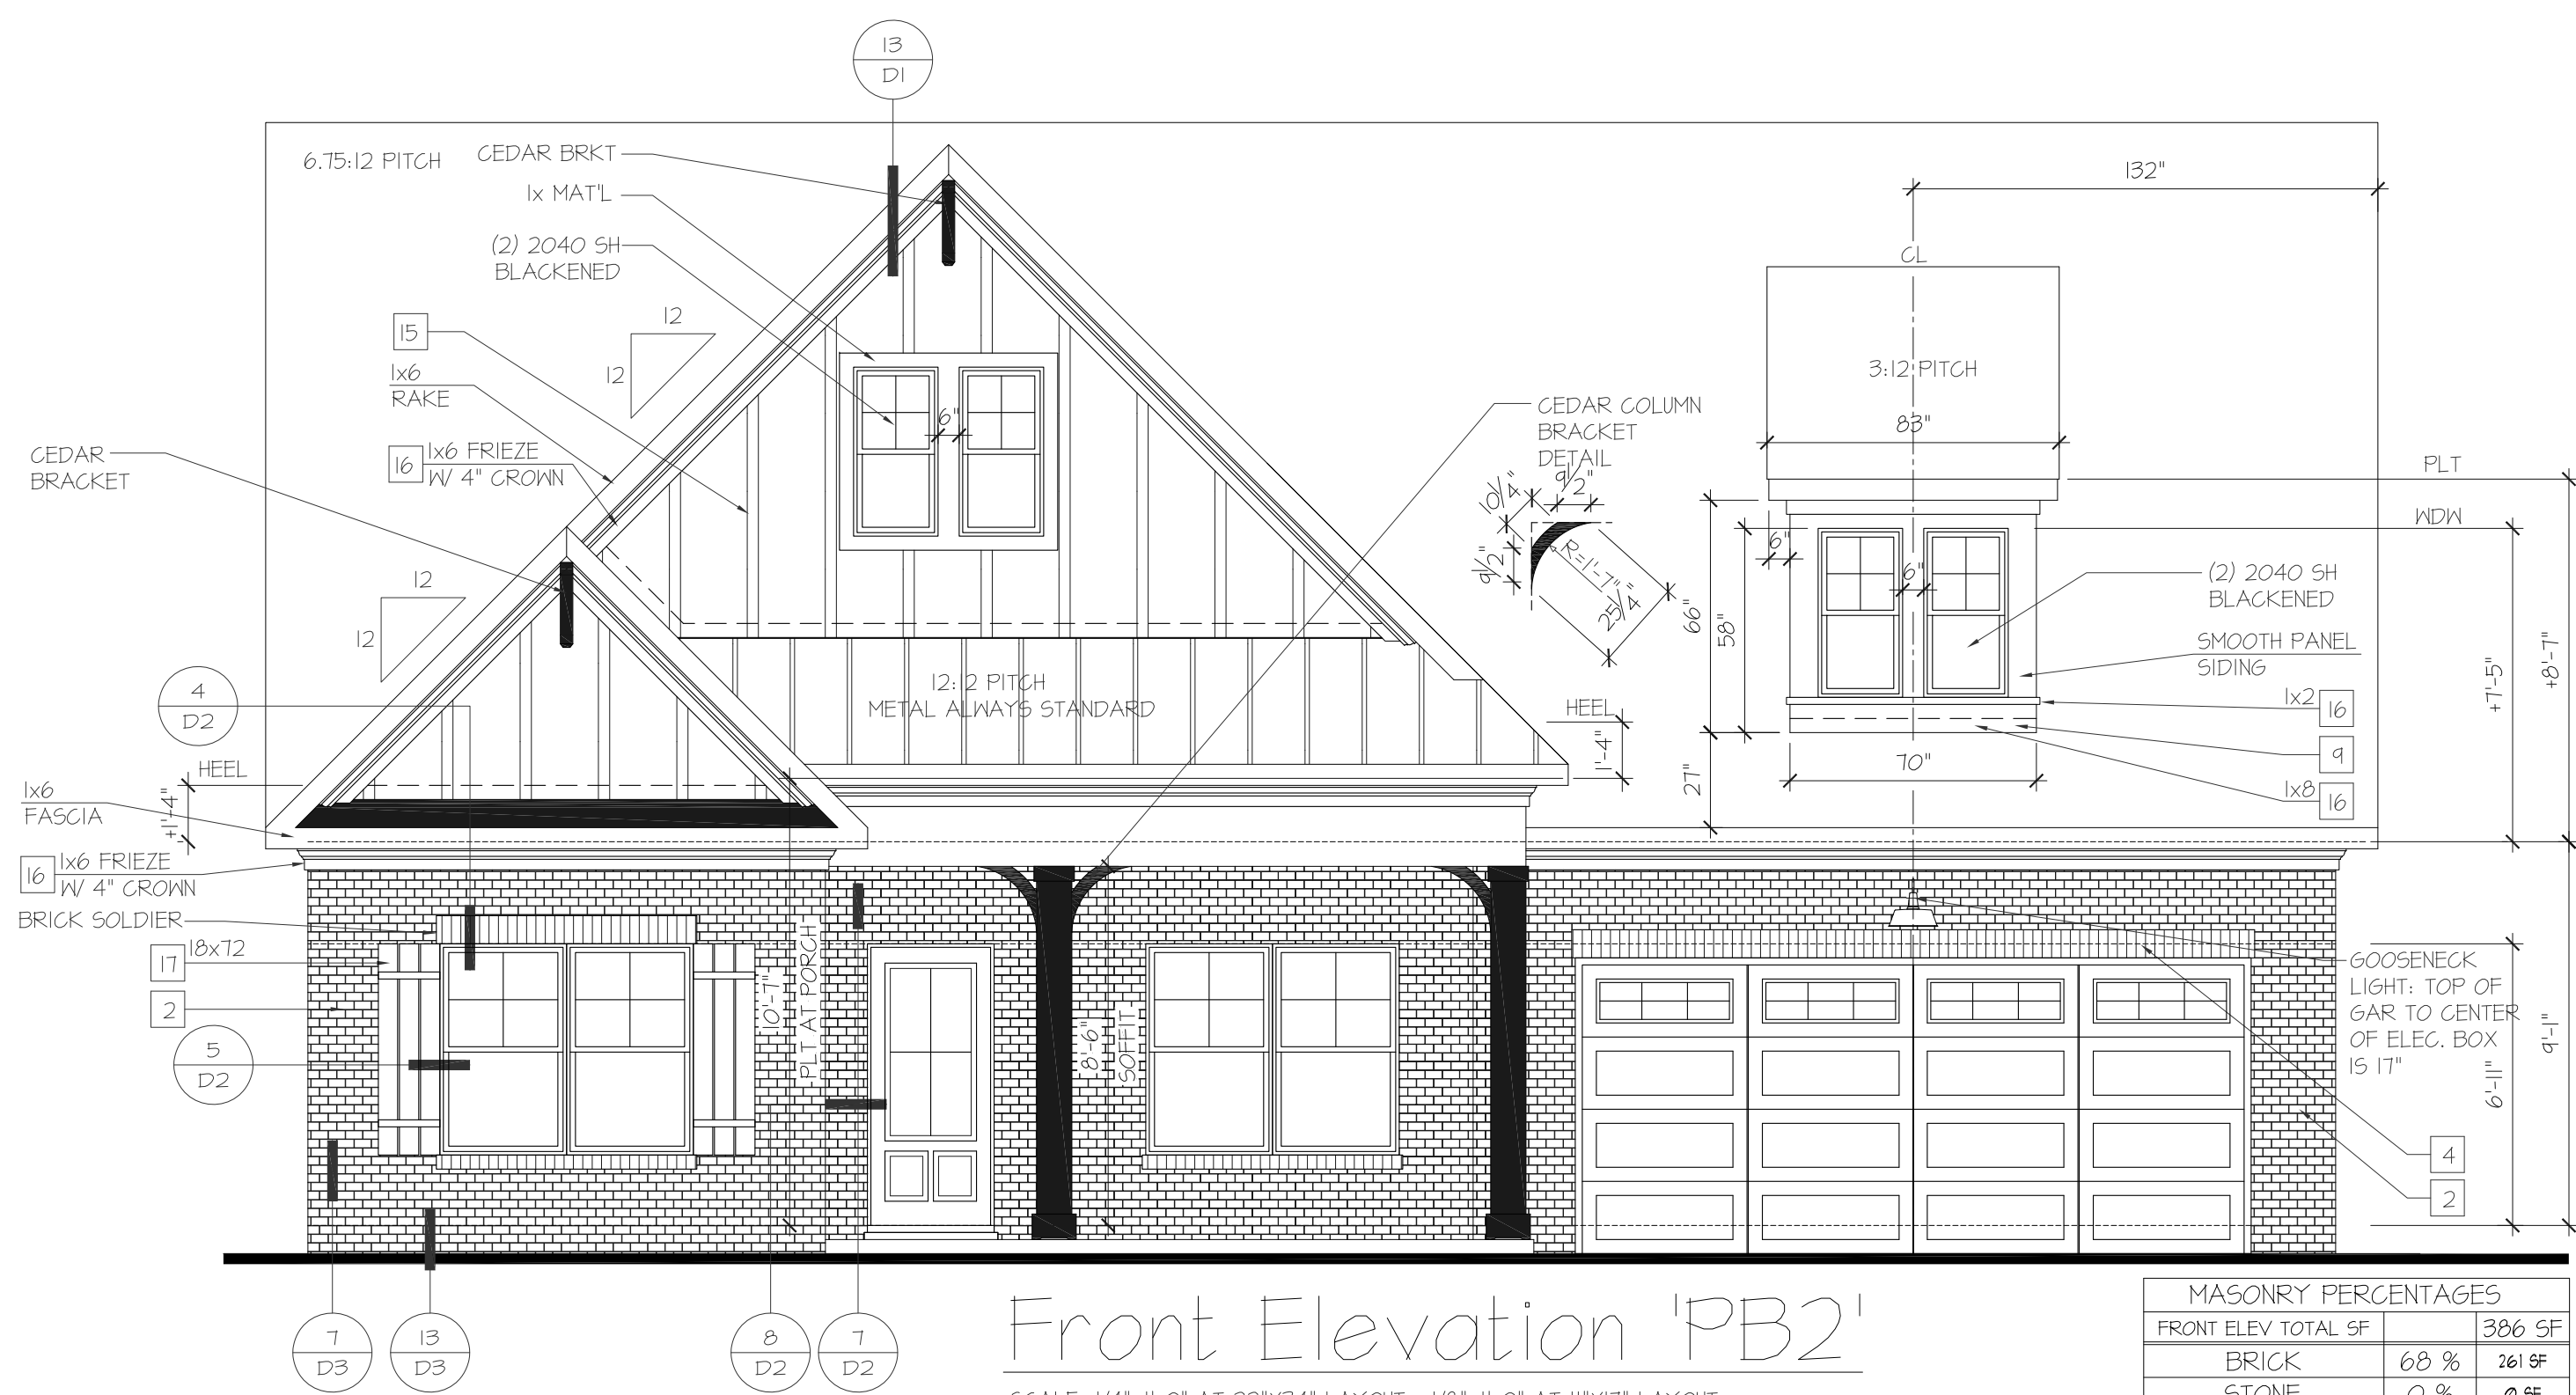 13
D1
6.75:12 PITCH
CEDAR BRKT
1x MAT'L
(2) 2040 SH
BLACKENED
132"
CL
12
12
15
1x6
RAKE
3:12 PITCH
83"
6"
CEDAR COLUMN
BRACKET
DETAIL
16
1x6 FRIEZE
W/ 4" CROWN
CEDAR
BRACKET
10 1/4"
9 1/2"
9 1/2"
R=1'-7"
25 1/4"
PLT
WDW
6"
6"
66"
58"
(2) 2040 SH
BLACKENED
12
12
SMOOTH PANEL
SIDING
+7'-5"
+8'-7"
4
D2
12:12 PITCH
METAL ALWAYS STANDARD
HEEL
1'-4"
1x2
16
9
70"
27"
1x8
16
HEEL
+1'-4"
1x6
FASCIA
16
1x6 FRIEZE
W/ 4" CROWN
BRICK SOLDIER
17
18x72
2
5
D2
10'-7"
PLT AT PORCH
8'-6"
SOFFIT
GOOSENECK
LIGHT: TOP OF
GAR TO CENTER
OF ELEC. BOX
IS 17"
6'-11"
9'-1"
4
2
7
D3
13
D3
8
D2
7
D2
Front Elevation 'PB2'
MASONRY PERCENTAGES
FRONT ELEV TOTAL SF 386 SF
BRICK 68 % 261 SF
STONE 0 % 0 SF